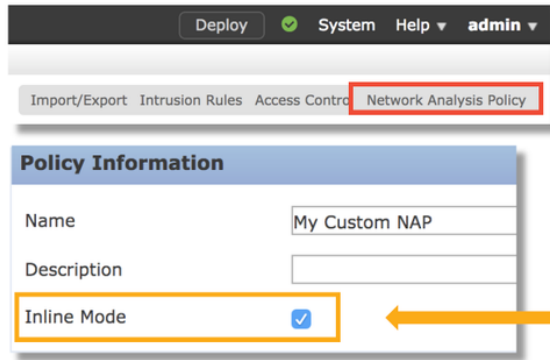 Deploy System Help admin
Import/Export Intrusion Rules Access Contro Network Analysis Policy
Policy Information
Name My Custom NAP
Description
Inline Mode